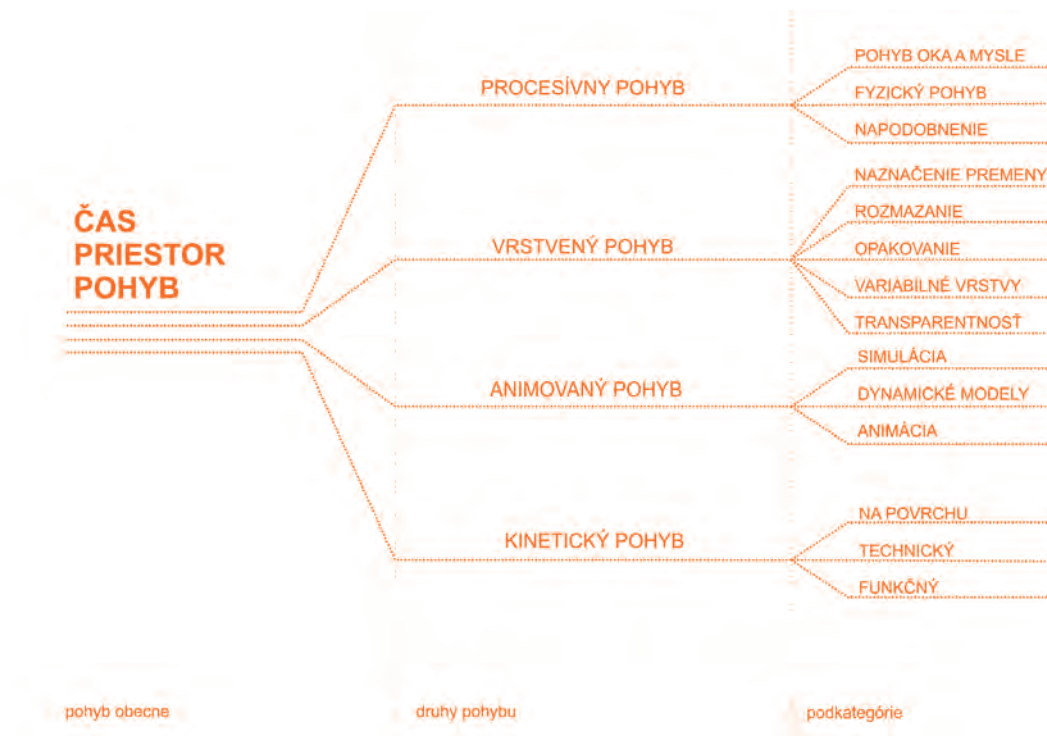 ČAS
PRIESTOR
POHYB
PROCESÍVNY POHYB
POHYB OKA A MYSLE
FYZICKÝ POHYB
NAPODOBNENIE
VRSTVENÝ POHYB
NAZNAČENIE PREMENY
ROZMAZANIE
OPAKOVANIE
VARIABILNÉ VRSTVY
TRANSPARENTNOSŤ
ANIMOVANÝ POHYB
SIMULÁCIA
DYNAMICKÉ MODELY
ANIMÁCIA
KINETICKÝ POHYB
NA POVRCHU
TECHNICKÝ
FUNKČNÝ
pohyb obecne
druhy pohybu
podkategórie